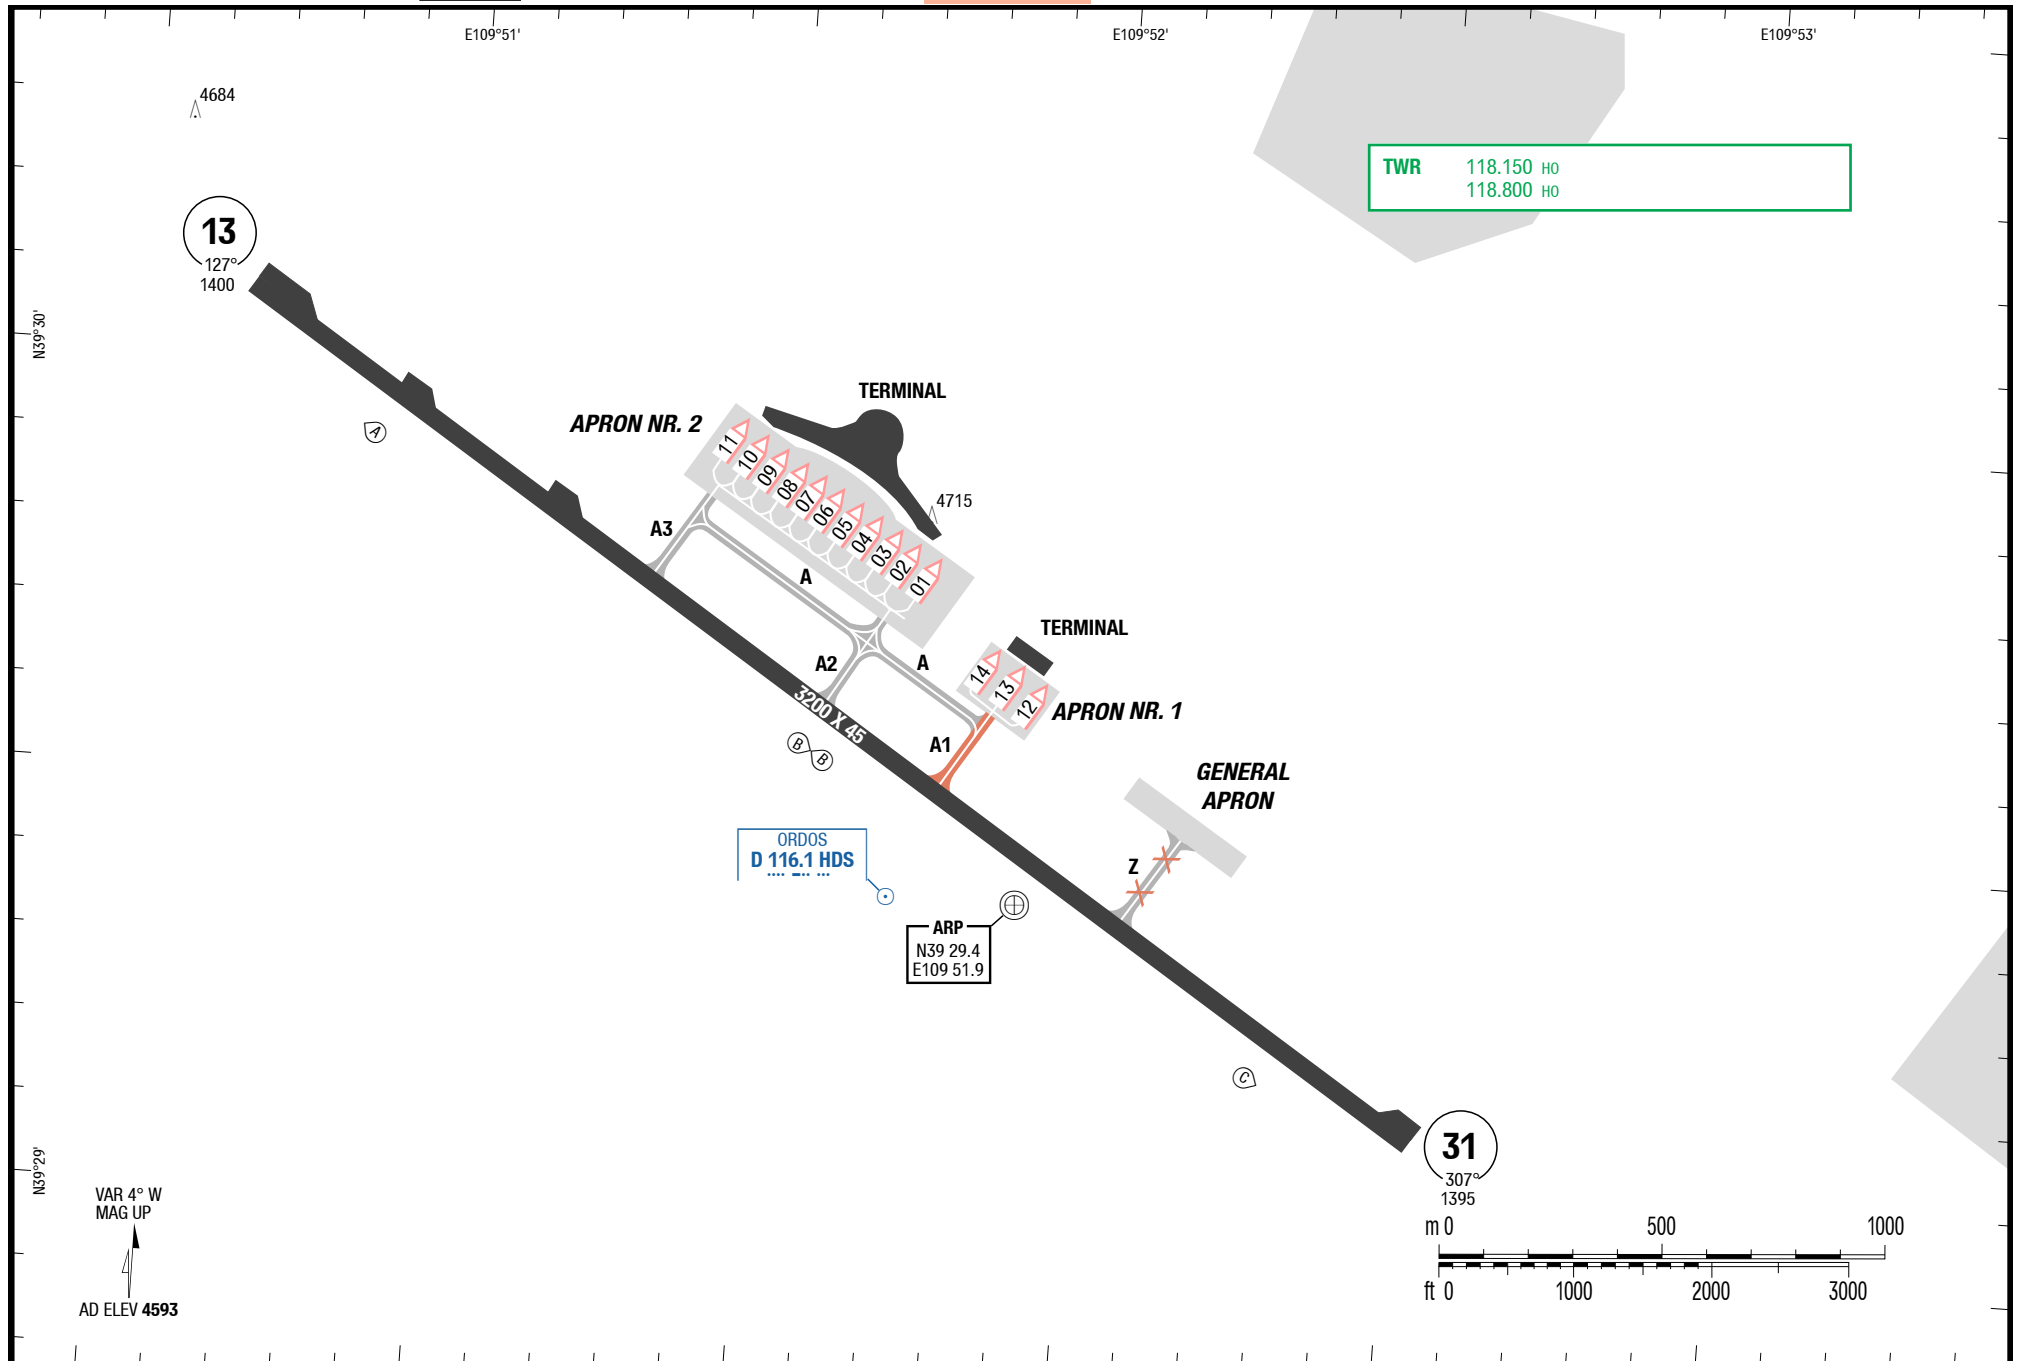 E109°51'
E109°52'
E109°53'
4684
TWR 118.150 HO
118.800 HO
13
127°
1400
N39°30'
TERMINAL
APRON NR. 2
11
10
09
08
07
06
05
04
03
02
01
4715
A
A3
A
TERMINAL
A2
A
14
13
12
APRON NR. 1
3200 X 45
A1
B
B
GENERAL
APRON
ORDOS
D 116.1 HDS
Z
ARP
N39 29.4
E109 51.9
C
31
307°
1395
N39°29'
VAR 4° W
MAG UP
AD ELEV 4593
m 0 500 1000
ft 0 1000 2000 3000